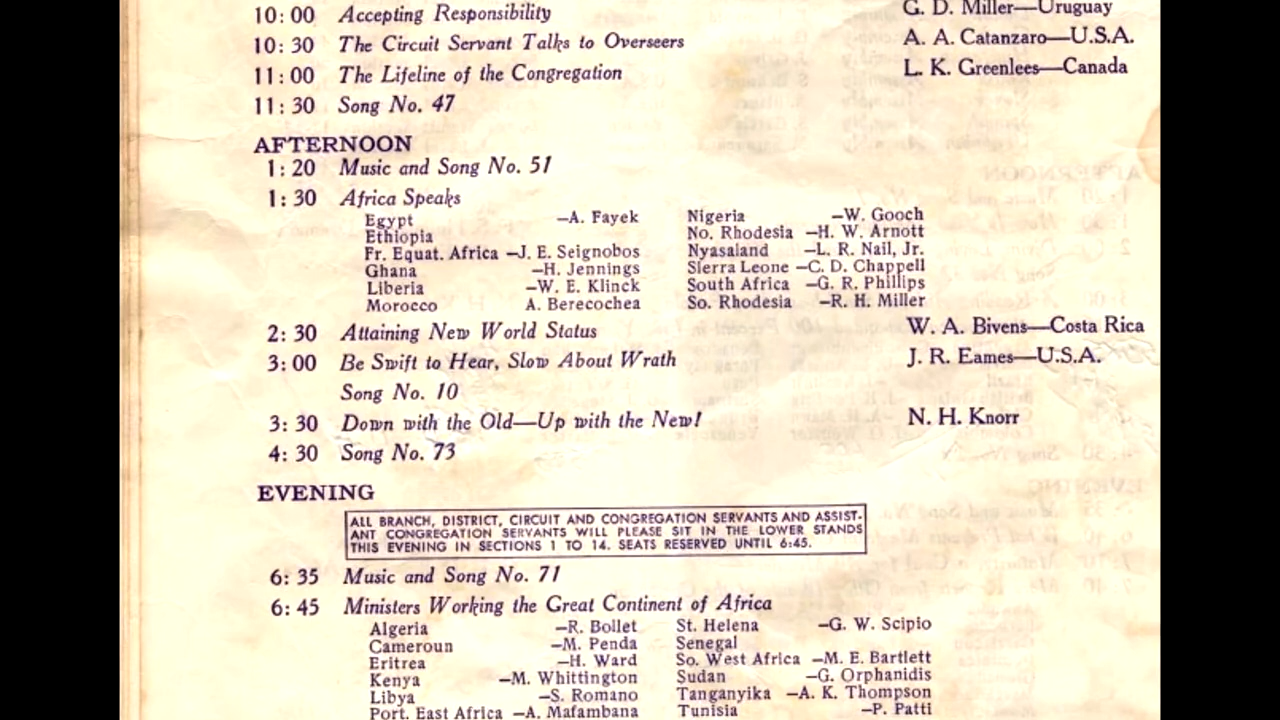 10:00 Accepting Responsibility G. D. Miller—Uruguay
10:30 The Circuit Servant Talks to Overseers A. A. Catanzaro—U.S.A.
11:00 The Lifeline of the Congregation L. K. Greenlees—Canada
11:30 Song No. 47
AFTERNOON
1:20 Music and Song No. 51
1:30 Africa Speaks
Egypt —A. Fayek Nigeria —W. Gooch
Ethiopia No. Rhodesia —H. W. Arnott
Fr. Equat. Africa —J. E. Seignobos Nyasaland —L. R. Nail, Jr.
Ghana —H. Jennings Sierra Leone —C. D. Chappell
Liberia —W. E. Klinck South Africa —G. R. Phillips
Morocco A. Berecochea So. Rhodesia —R. H. Miller
2:30 Attaining New World Status W. A. Bivens—Costa Rica
3:00 Be Swift to Hear, Slow About Wrath J. R. Eames—U.S.A.
Song No. 10
3:30 Down with the Old—Up with the New! N. H. Knorr
4:30 Song No. 73
EVENING
ALL BRANCH, DISTRICT, CIRCUIT AND CONGREGATION SERVANTS AND ASSIST-
ANT CONGREGATION SERVANTS WILL PLEASE SIT IN THE LOWER STANDS
THIS EVENING IN SECTIONS 1 TO 14. SEATS RESERVED UNTIL 6:45.
6:35 Music and Song No. 71
6:45 Ministers Working the Great Continent of Africa
Algeria —R. Bollet St. Helena —G. W. Scipio
Cameroun —M. Penda Senegal
Eritrea —H. Ward So. West Africa —M. E. Bartlett
Kenya —M. Whittington Sudan —G. Orphanidis
Libya —S. Romano Tanganyika —A. K. Thompson
Port. East Africa —A. Mafambana Tunisia —P. Patti